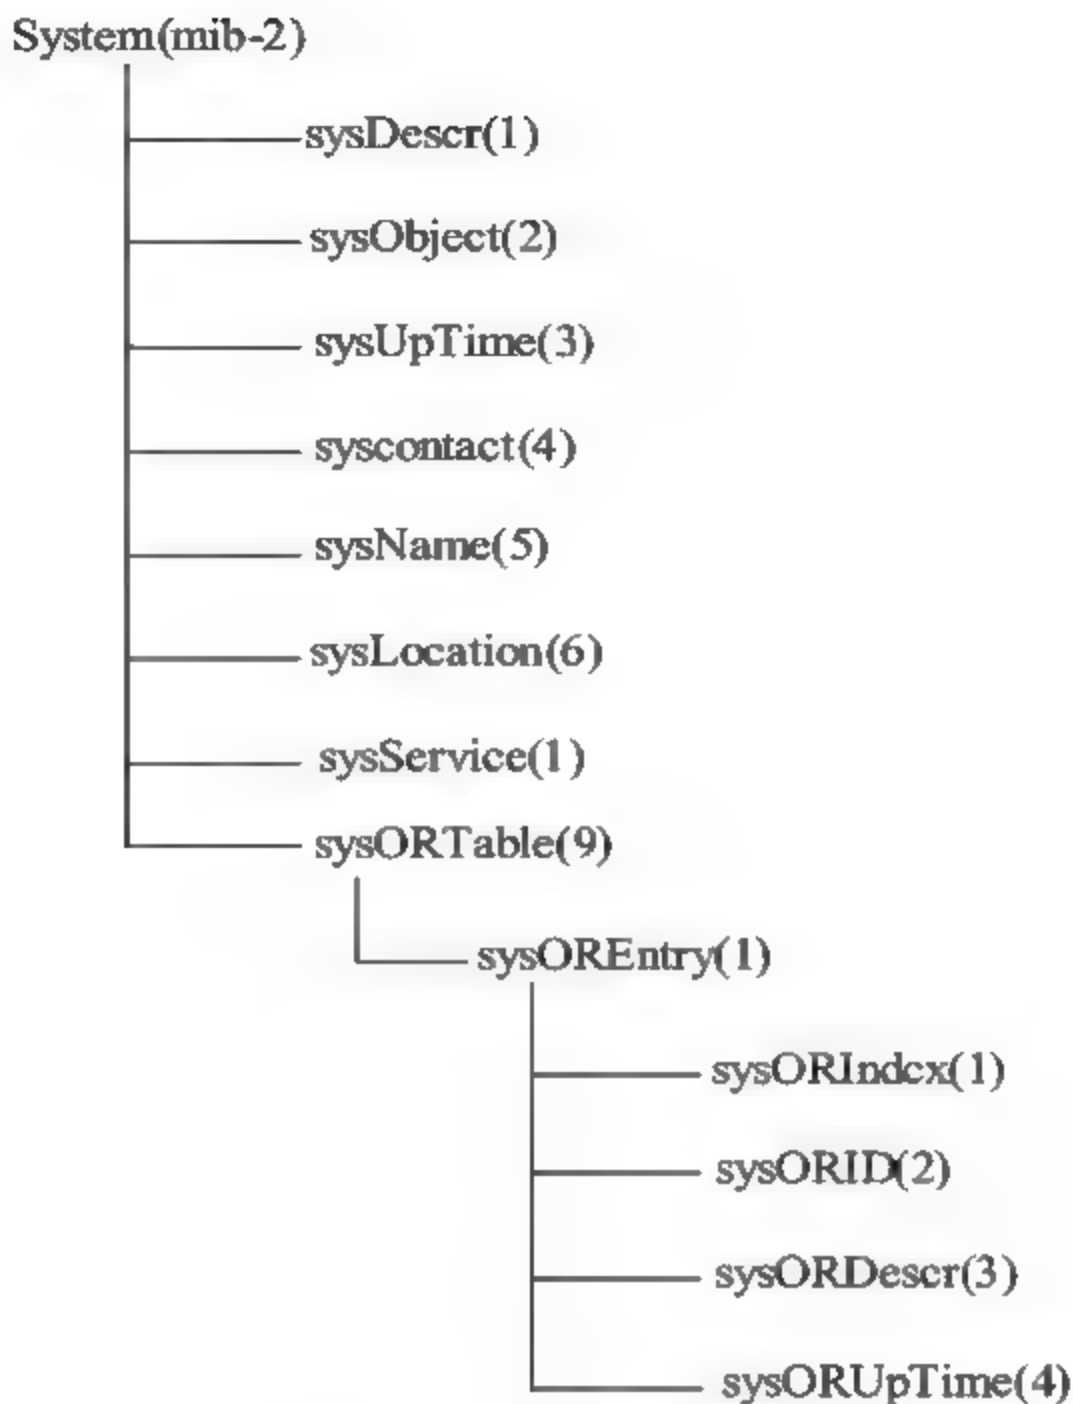 System(mib-2)
sysDescr(1)
sysObject(2)
sysUpTime(3)
syscontact(4)
sysName(5)
sysLocation(6)
sysService(1)
sysORTable(9)
sysOREntry(1)
sysORIndex(1)
sysORID(2)
sysORDescr(3)
sysORUpTime(4)